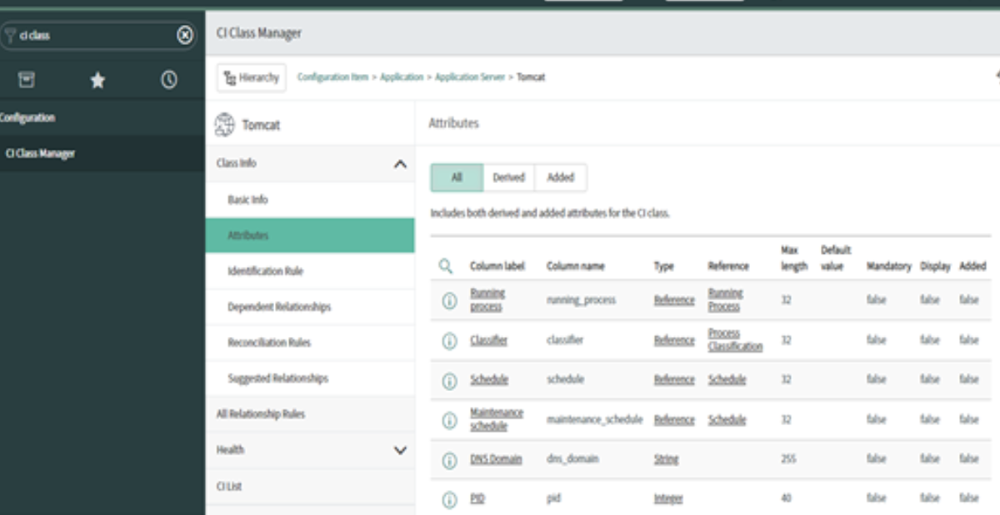 ci class
CI Class Manager
Hierarchy
Configuration Item > Application > Application Server > Tomcat
Configuration
CI Class Manager
Tomcat
Class Info
Basic Info
Attributes
Identification Rule
Dependent Relationships
Reconciliation Rules
Suggested Relationships
All Relationship Rules
Health
CI List
Attributes
All Derived Added
Includes both derived and added attributes for the CI class.
Column label Column name Type Reference Max length Default value Mandatory Display Added
Running process running_process Reference Running Process 32 false false false
Classifier classifier Reference Process Classification 32 false false false
Schedule schedule Reference Schedule 32 false false false
Maintenance schedule maintenance_schedule Reference Schedule 32 false false false
DNS Domain dns_domain String 255 false false false
PID pid Integer 40 false false false